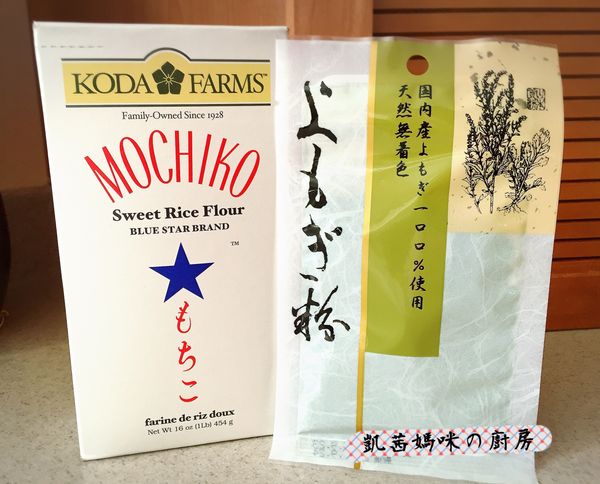 KODA FARMS™
Family-Owned Since 1928
MOCHIKO
Sweet Rice Flour
BLUE STAR BRAND
™
もちこ
farine de riz doux
Net Wt 16 oz (1Lb) 454 g
よもぎ粉
国内産よもぎ一〇〇%使用
天然無着色
凱茜媽咪の廚房